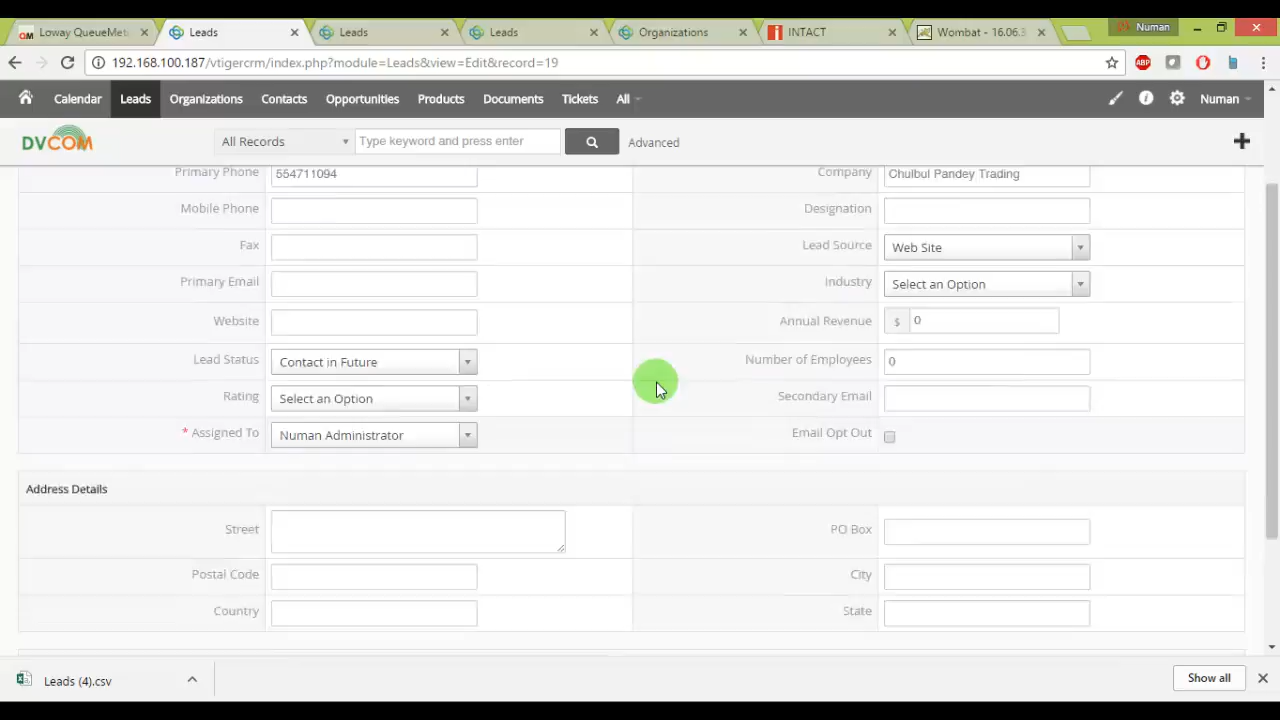 Loway QueueMet
Leads
Leads
Leads
Organizations
INTACT
Wombat - 16.06.3
Numan
192.168.100.187/vtigercrm/index.php?module=Leads&view=Edit&record=19
ABP
Calendar
Leads
Organizations
Contacts
Opportunities
Products
Documents
Tickets
All
Numan
DVCOM
All Records
Type keyword and press enter
Advanced
Primary Phone
554711094
Company
Chulbul Pandey Trading
Mobile Phone
Designation
Fax
Lead Source
Web Site
Primary Email
Industry
Select an Option
Website
Annual Revenue
$ 0
Lead Status
Contact in Future
Number of Employees
0
Rating
Select an Option
Secondary Email
* Assigned To
Numan Administrator
Email Opt Out
Address Details
Street
PO Box
Postal Code
City
Country
State
Leads (4).csv
Show all